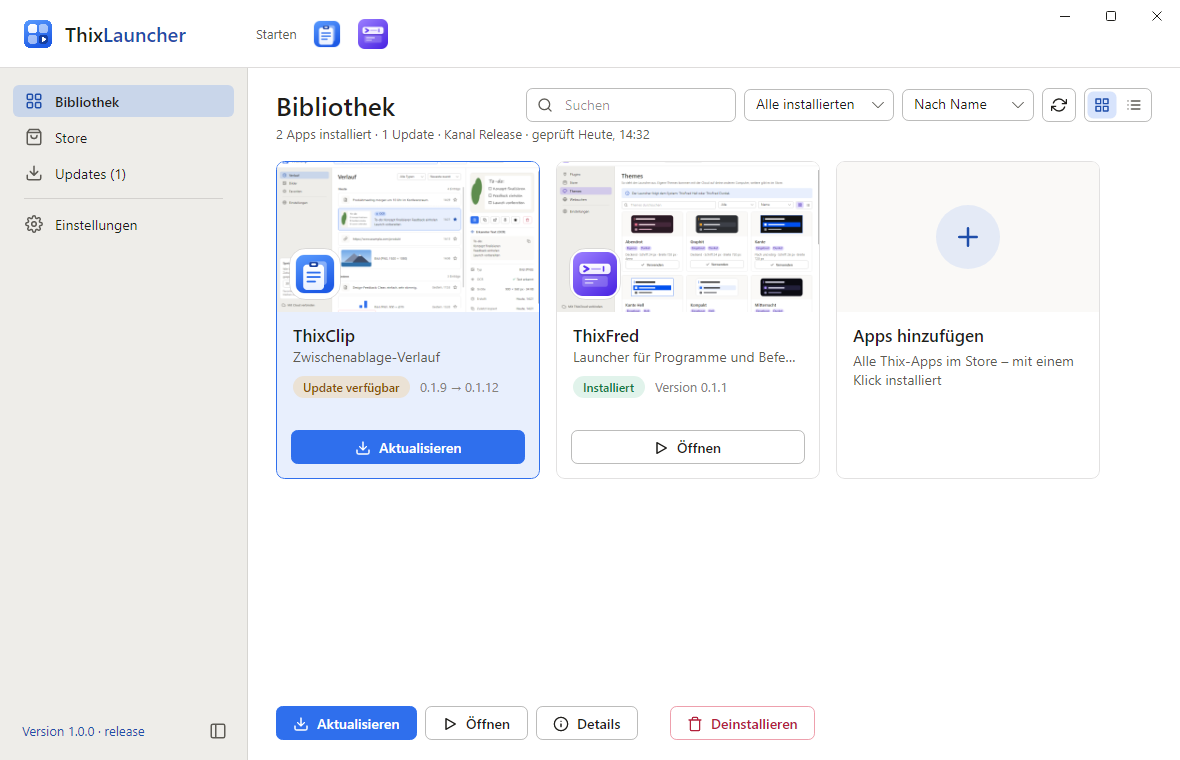 ThixLauncher
Starten
Bibliothek
Store
Updates (1)
Einstellungen
Version 1.0.0 · release
Bibliothek
Suchen
Alle installierten
Nach Name
2 Apps installiert · 1 Update · Kanal Release · geprüft Heute, 14:32
Verlauf
ThixClip
Zwischenablage-Verlauf
Update verfügbar
0.1.9 → 0.1.12
Aktualisieren
Themes
ThixFred
Launcher für Programme und Befe...
Installiert
Version 0.1.1
Öffnen
Apps hinzufügen
Alle Thix-Apps im Store – mit einem
Klick installiert
Aktualisieren
Öffnen
Details
Deinstallieren